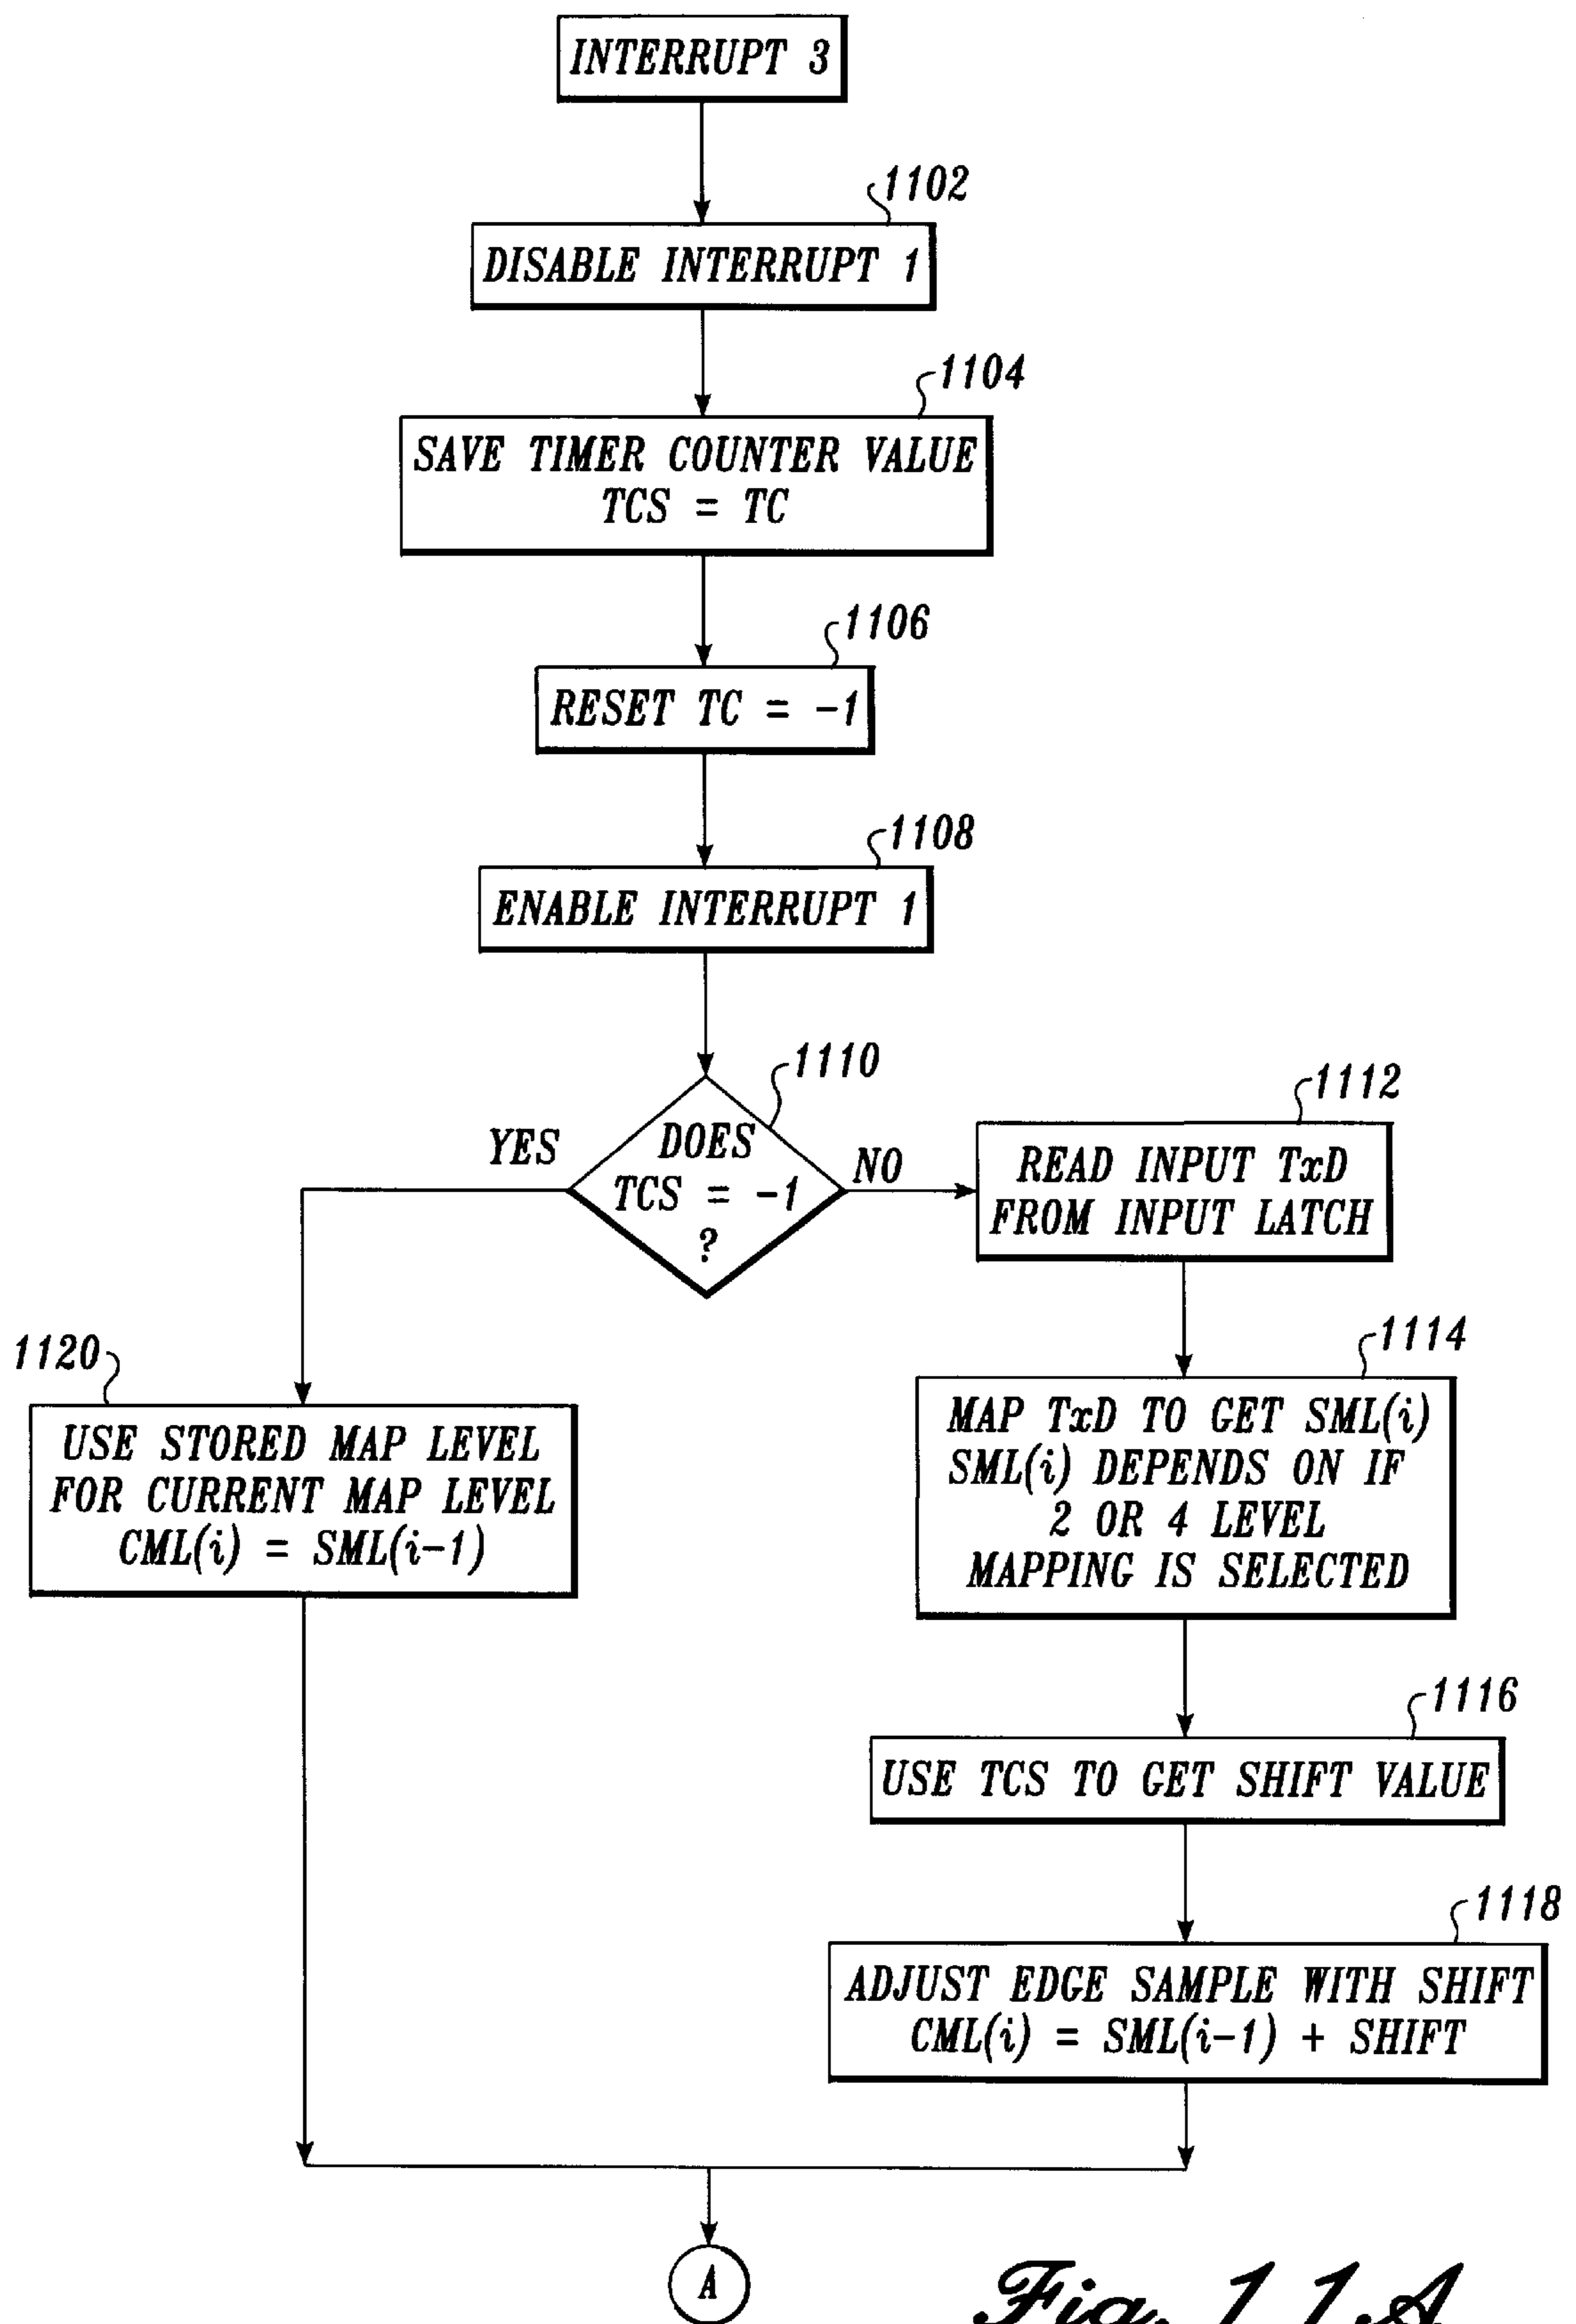 INTERRUPT 3
1102
DISABLE INTERRUPT 1
1104
SAVE TIMER COUNTER VALUE
TCS = TC
1106
RESET TC = -1
1108
ENABLE INTERRUPT 1
1110
DOES
TCS = -1
?
YES
NO
1112
READ INPUT TxD
FROM INPUT LATCH
1114
MAP TxD TO GET SML(i)
SML(i) DEPENDS ON IF
2 OR 4 LEVEL
MAPPING IS SELECTED
1120
USE STORED MAP LEVEL
FOR CURRENT MAP LEVEL
CML(i) = SML(i-1)
1116
USE TCS TO GET SHIFT VALUE
1118
ADJUST EDGE SAMPLE WITH SHIFT
CML(i) = SML(i-1) + SHIFT
A
Fig. 11A